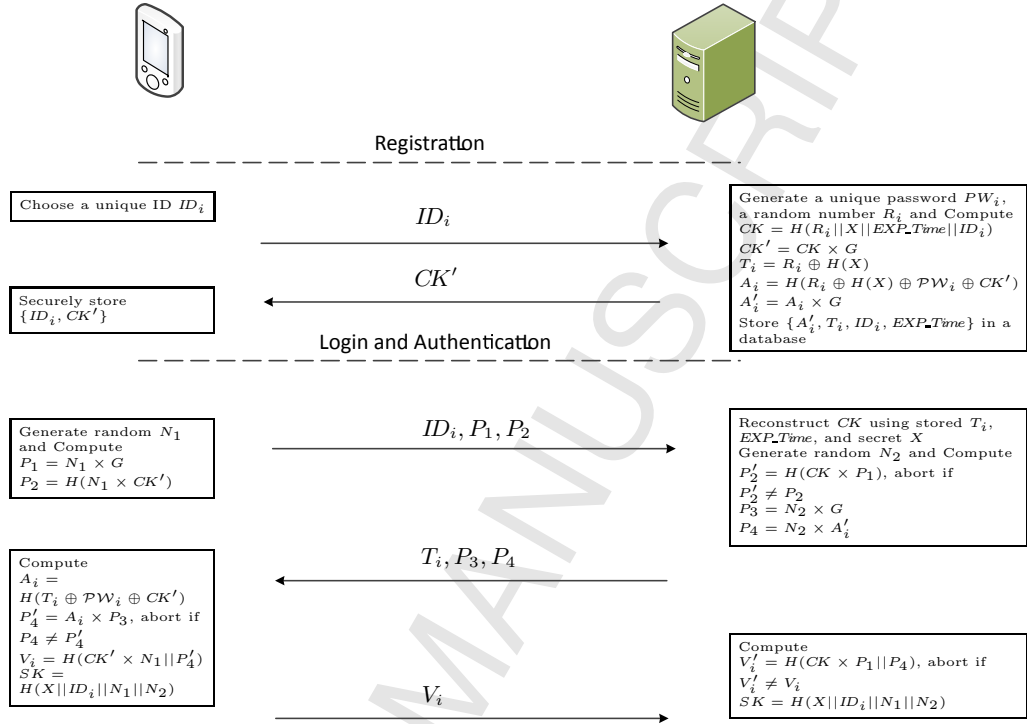 Registration
Choose a unique ID ID_i
ID_i
Generate a unique password PW_i,
a random number R_i and Compute
CK = H(R_i||X||EXP_Time||ID_i)
CK′ = CK × G
T_i = R_i ⊕ H(X)
A_i = H(R_i ⊕ H(X) ⊕ PW_i ⊕ CK′)
A′_i = A_i × G
Store {A′_i, T_i, ID_i, EXP_Time} in a
database
CK′
Securely store
{ID_i, CK′}
Login and Authentication
Generate random N_1
and Compute
P_1 = N_1 × G
P_2 = H(N_1 × CK′)
ID_i, P_1, P_2
Reconstruct CK using stored T_i,
EXP_Time, and secret X
Generate random N_2 and Compute
P′_2 = H(CK × P_1), abort if
P′_2 ≠ P_2
P_3 = N_2 × G
P_4 = N_2 × A′_i
T_i, P_3, P_4
Compute
A_i =
H(T_i ⊕ PW_i ⊕ CK′)
P′_4 = A_i × P_3, abort if
P_4 ≠ P′_4
V_i = H(CK′ × N_1||P′_4)
SK =
H(X||ID_i||N_1||N_2)
V_i
Compute
V′_i = H(CK × P_1||P_4), abort if
V′_i ≠ V_i
SK = H(X||ID_i||N_1||N_2)
MANUSCRIP